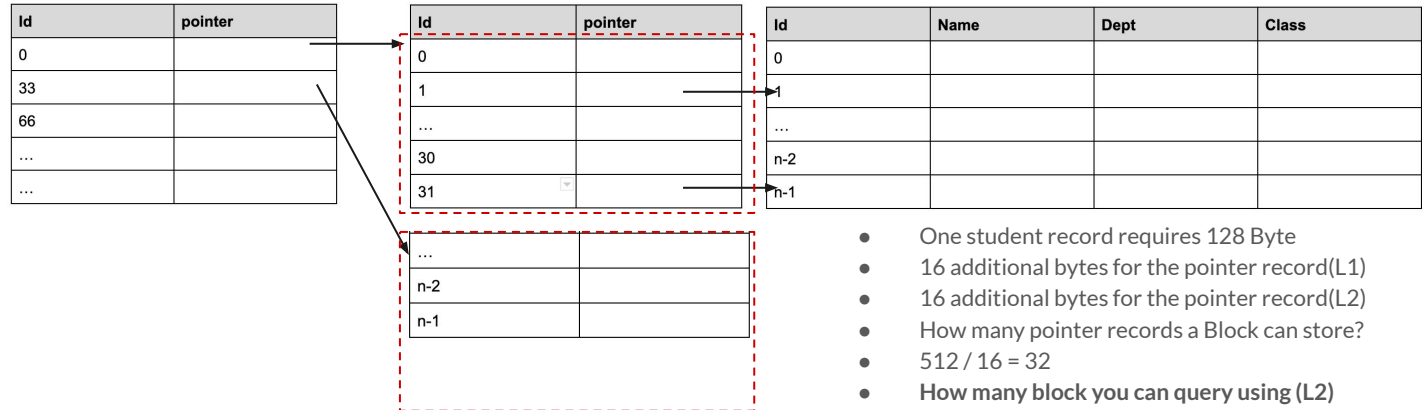 Id pointer
0
33
66
…
…
Id pointer
0
1
…
30
31
…
n-2
n-1
Id Name Dept Class
0
1
…
n-2
n-1
● One student record requires 128 Byte
● 16 additional bytes for the pointer record(L1)
● 16 additional bytes for the pointer record(L2)
● How many pointer records a Block can store?
● 512 / 16 = 32
● How many block you can query using (L2)